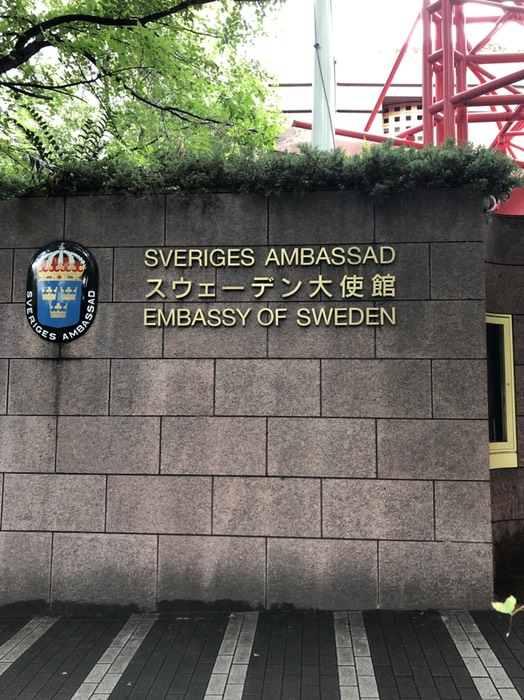 SVERIGES AMBASSAD
SVERIGES AMBASSAD
スウェーデン大使館
EMBASSY OF SWEDEN